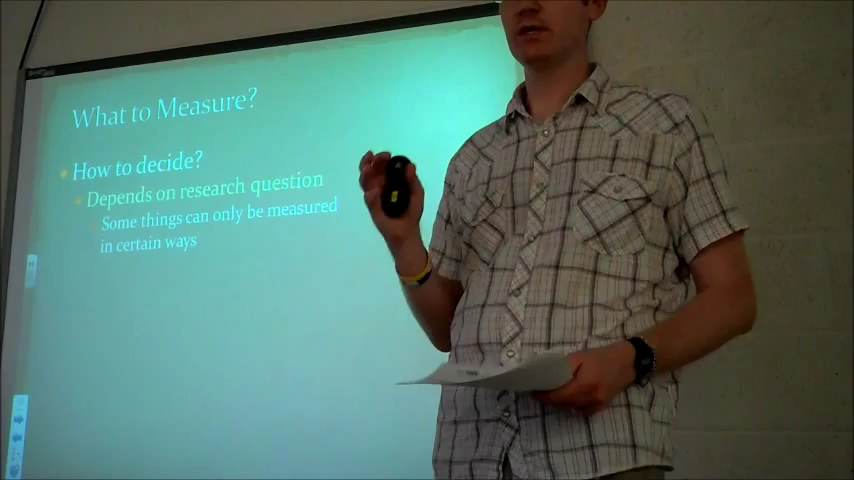 What to Measure?
How to decide?
Depends on research question
Some things can only be measured
in certain ways